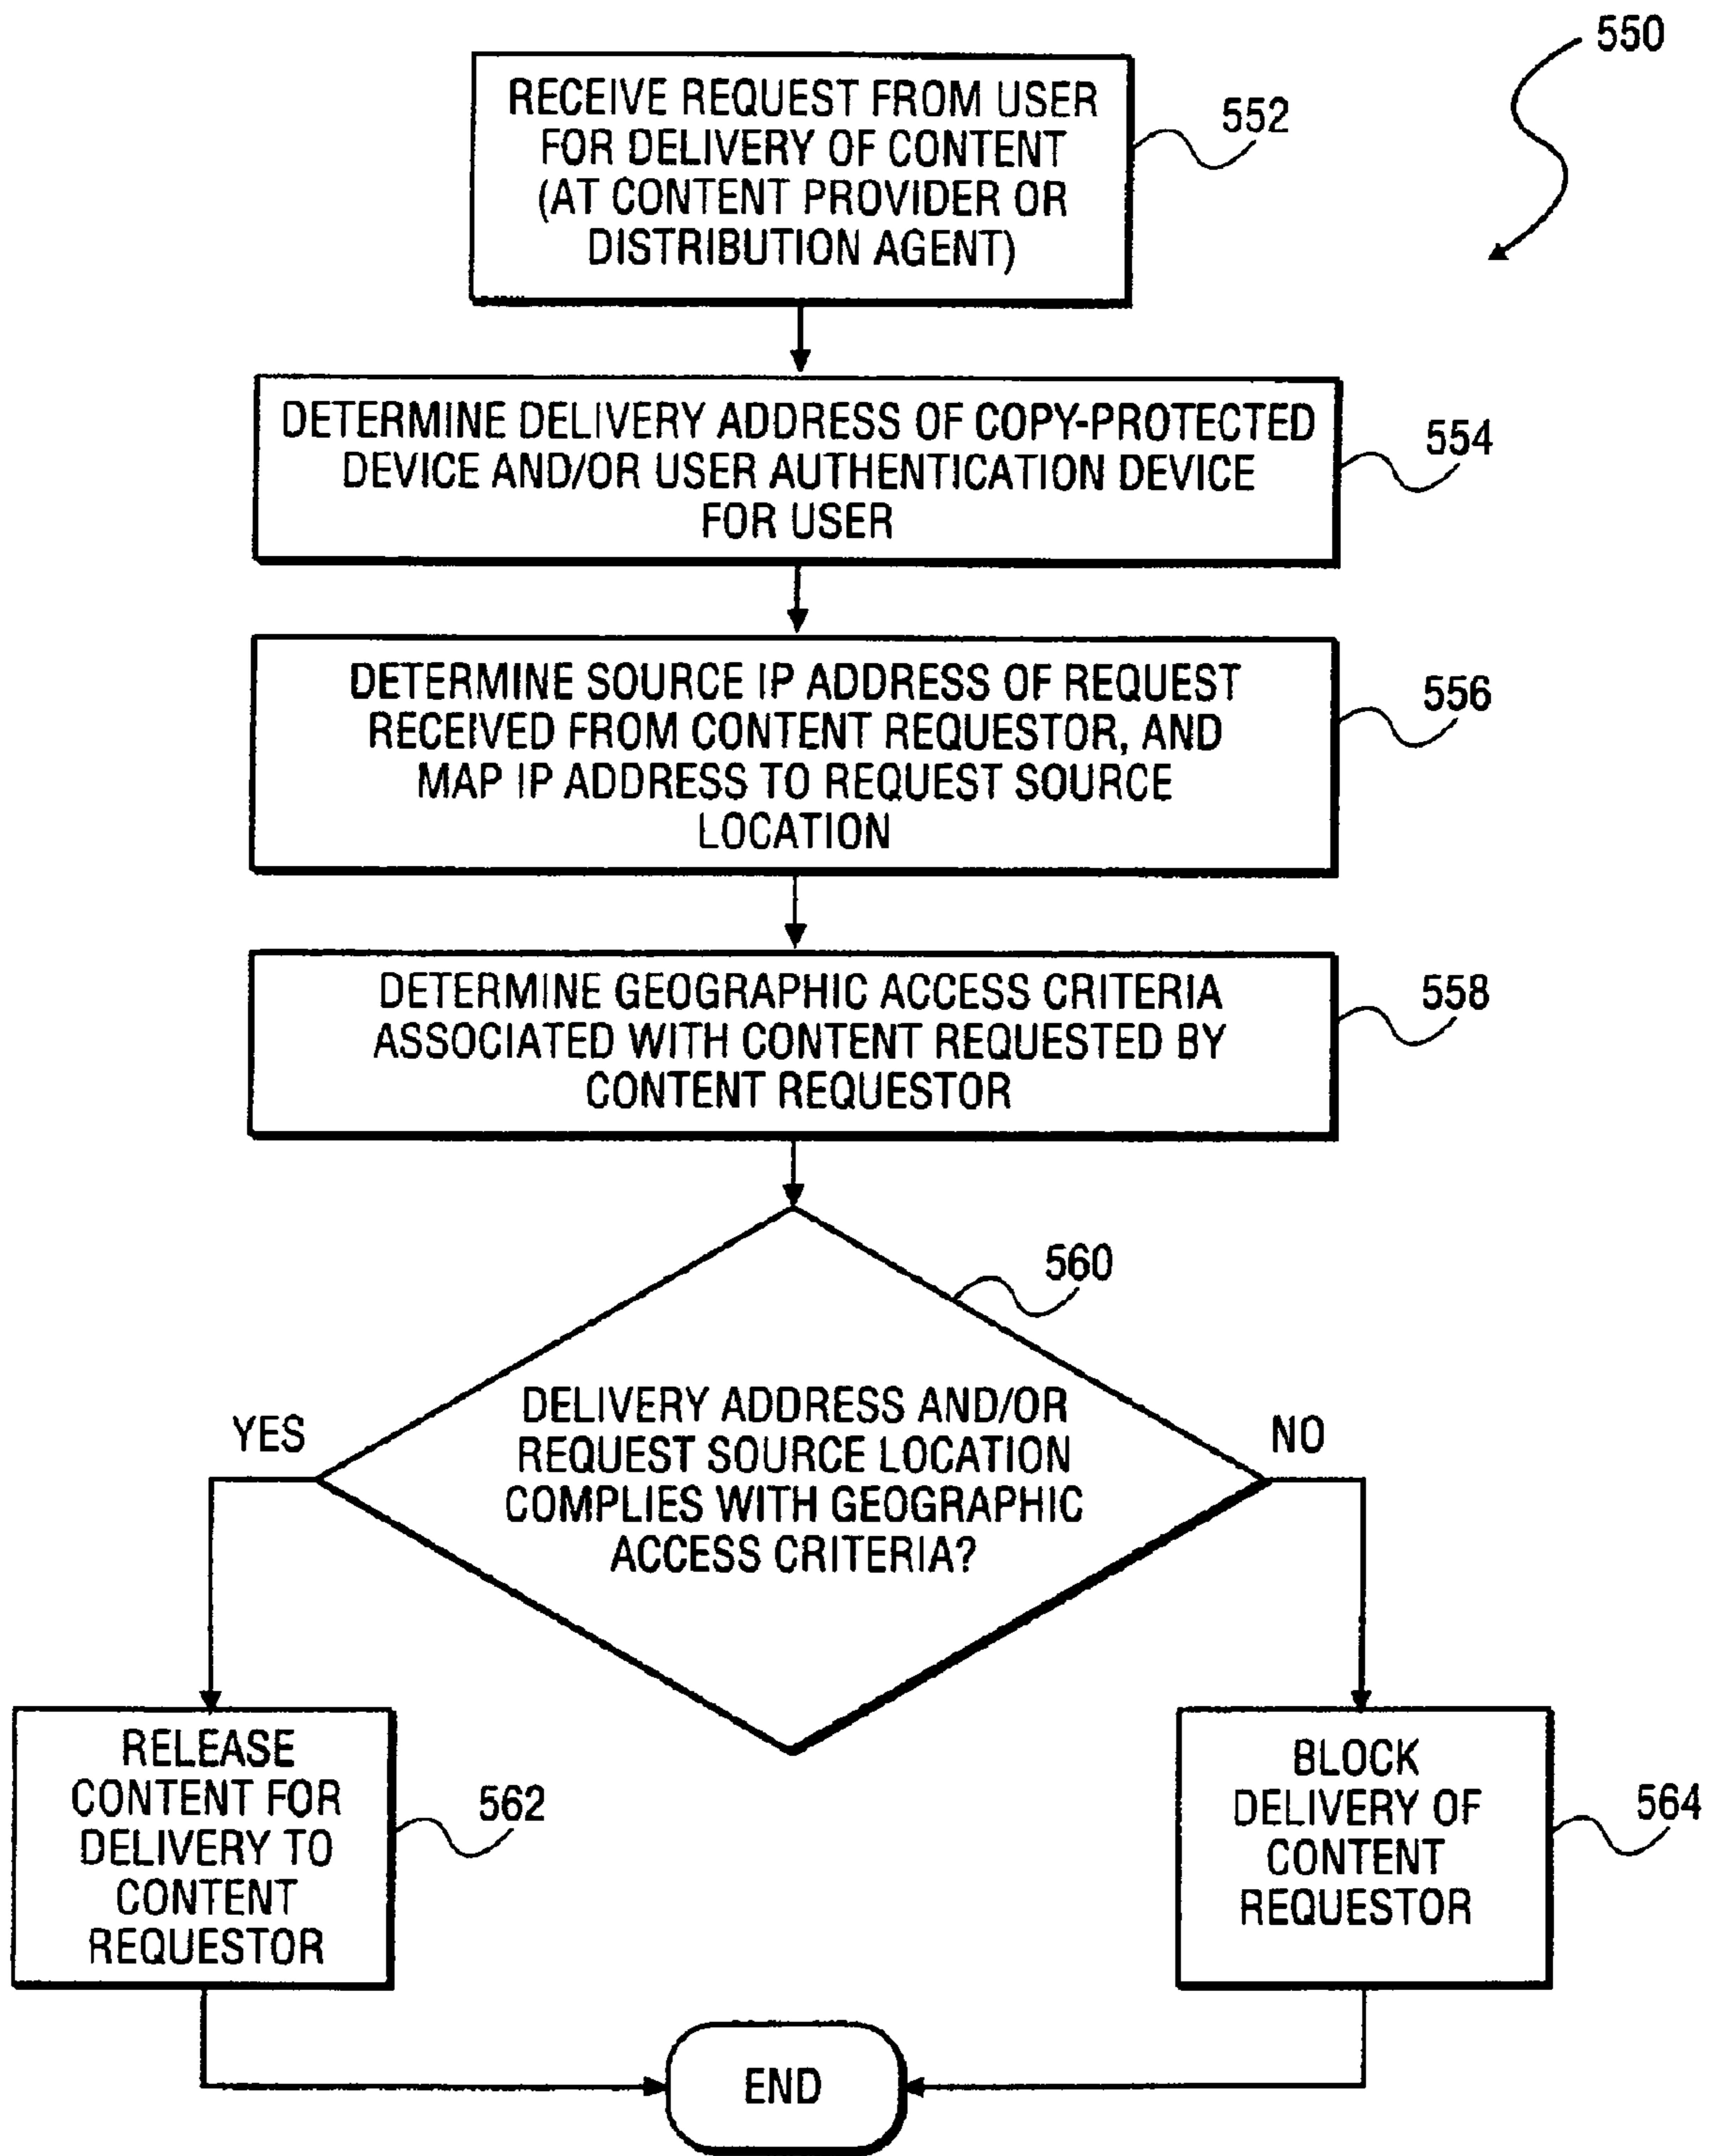 550
RECEIVE REQUEST FROM USER
FOR DELIVERY OF CONTENT
(AT CONTENT PROVIDER OR
DISTRIBUTION AGENT)
552
DETERMINE DELIVERY ADDRESS OF COPY-PROTECTED
DEVICE AND/OR USER AUTHENTICATION DEVICE
FOR USER
554
DETERMINE SOURCE IP ADDRESS OF REQUEST
RECEIVED FROM CONTENT REQUESTOR, AND
MAP IP ADDRESS TO REQUEST SOURCE
LOCATION
556
DETERMINE GEOGRAPHIC ACCESS CRITERIA
ASSOCIATED WITH CONTENT REQUESTED BY
CONTENT REQUESTOR
558
560
DELIVERY ADDRESS AND/OR
REQUEST SOURCE LOCATION
COMPLIES WITH GEOGRAPHIC
ACCESS CRITERIA?
YES
NO
RELEASE
CONTENT FOR
DELIVERY TO
CONTENT
REQUESTOR
562
BLOCK
DELIVERY OF
CONTENT
REQUESTOR
564
END